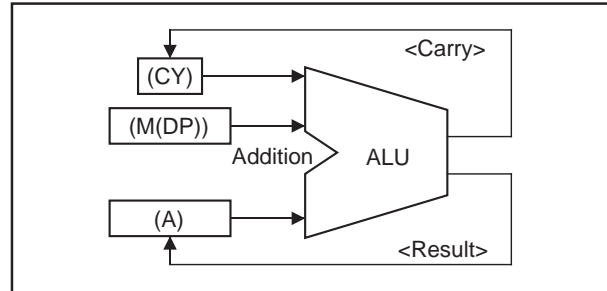 <Carry>
(CY)
(M(DP))
Addition
ALU
(A)
<Result>